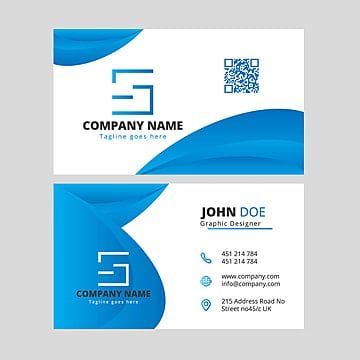 COMPANY NAME
Tagline goes here
COMPANY NAME
Tagline goes here
JOHN DOE
Graphic Designer
451 214 784
451 214 784
www.company.com
info@company.com
215 Address Road No
Street no45/c UK